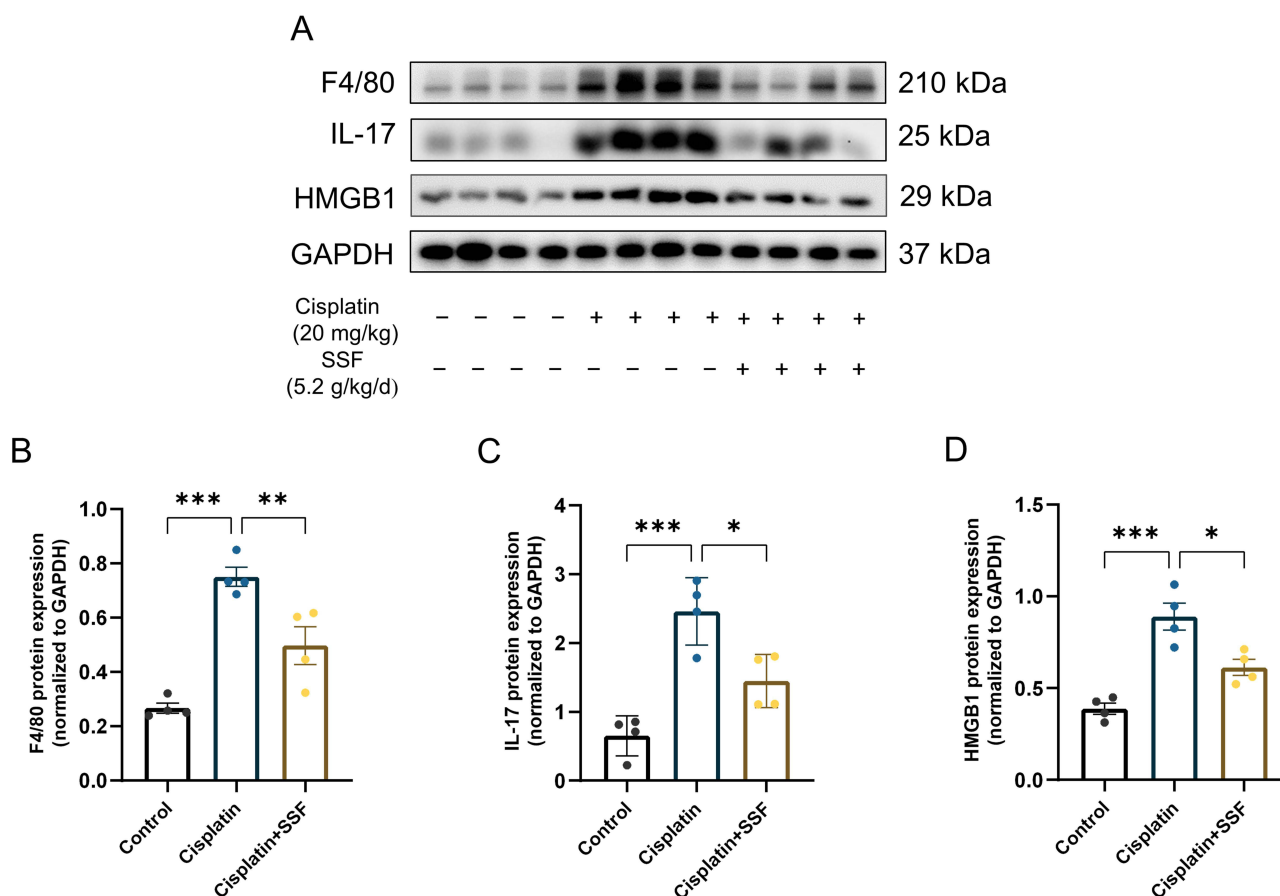 A
F4/80 210 kDa
IL-17 25 kDa
HMGB1 29 kDa
GAPDH 37 kDa
Cisplatin
(20 mg/kg) − − − − + + + + + + + +
SSF
(5.2 g/kg/d) − − − − − − − − + + + +
B
F4/80 protein expression
(normalized to GAPDH)
1.0
0.8
0.6
0.4
0.2
0.0
*** **
Control
Cisplatin
Cisplatin+SSF
C
IL-17 protein expression
(normalized to GAPDH)
4
3
2
1
0
*** *
Control
Cisplatin
Cisplatin+SSF
D
HMGB1 protein expression
(normalized to GAPDH)
1.5
1.0
0.5
0.0
*** *
Control
Cisplatin
Cisplatin+SSF